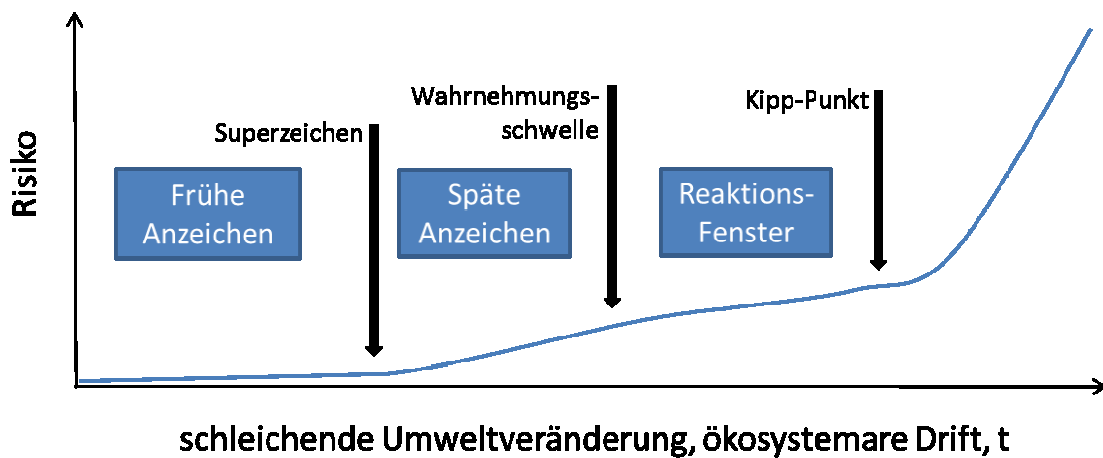 Wahrnehmungs-
schwelle
Kipp-Punkt
Superzeichen
Risiko
Frühe
Anzeichen
Späte
Anzeichen
Reaktions-
Fenster
schleichende Umweltveränderung, ökosystemare Drift, t